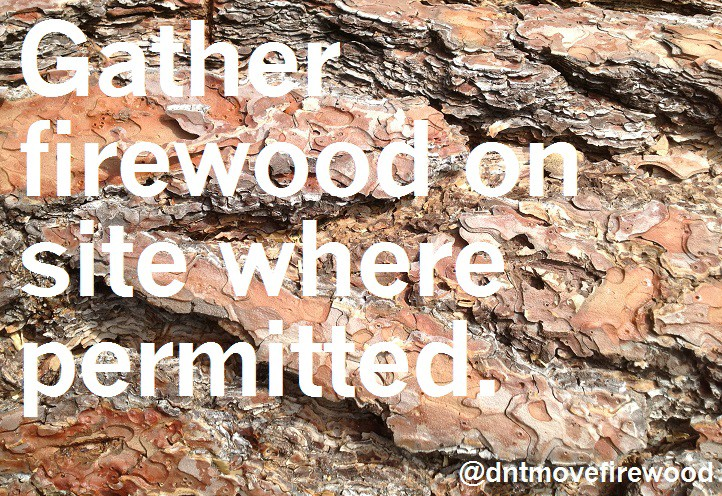 Gather
firewood on
site where
permitted.
@dntmovefirewood